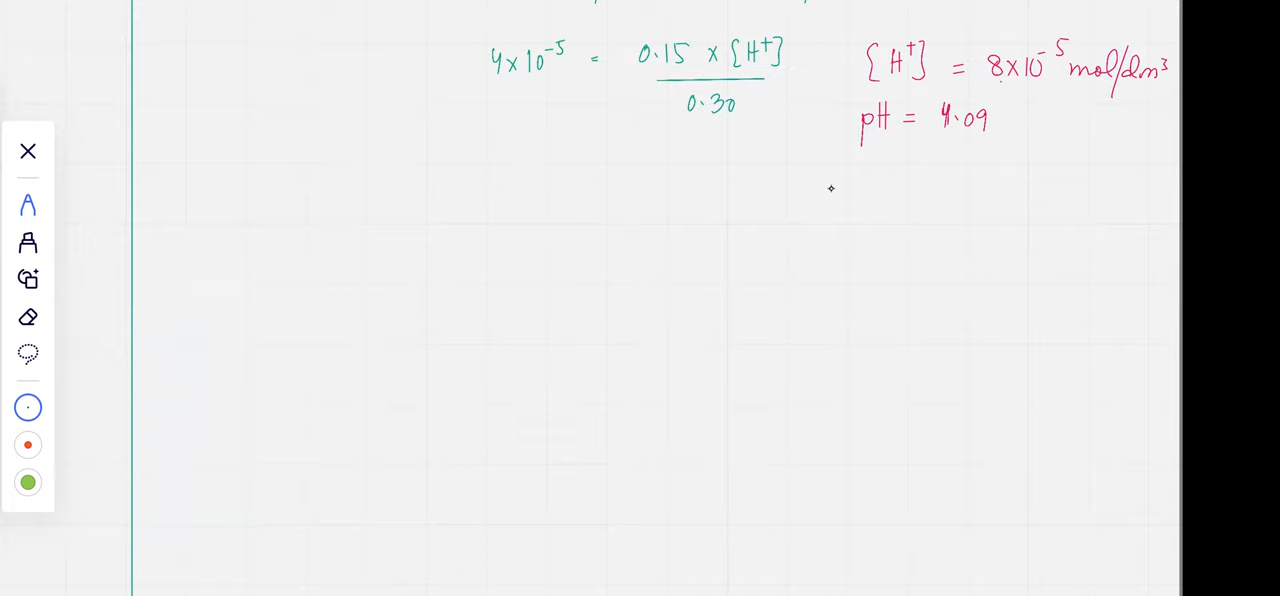 4×10⁻⁵ = 0.15 × [H⁺]
0.30
[H⁺] = 8×10⁻⁵ mol/dm³
pH = 4.09